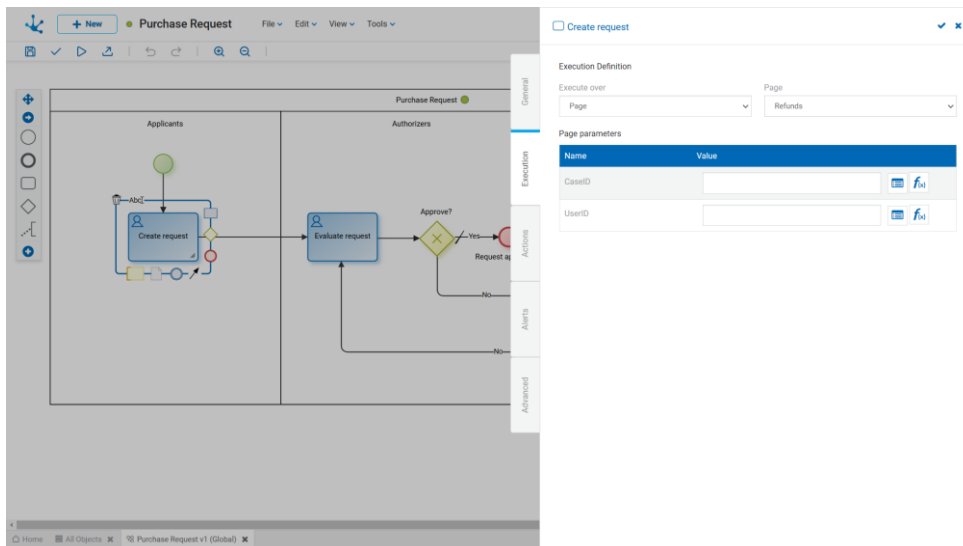 + New
Purchase Request
File
Edit
View
Tools
Create request
Execution Definition
Execute over
Page
Page
Refunds
Page parameters
Name
Value
CaseID
UserID
f(x)
f(x)
General
Execution
Actions
Alerts
Advanced
Purchase Request
Applicants
Authorizers
Abc
Create request
Evaluate request
Approve?
Yes
Request ap
No
No
Home
All Objects
Purchase Request v1 (Global)